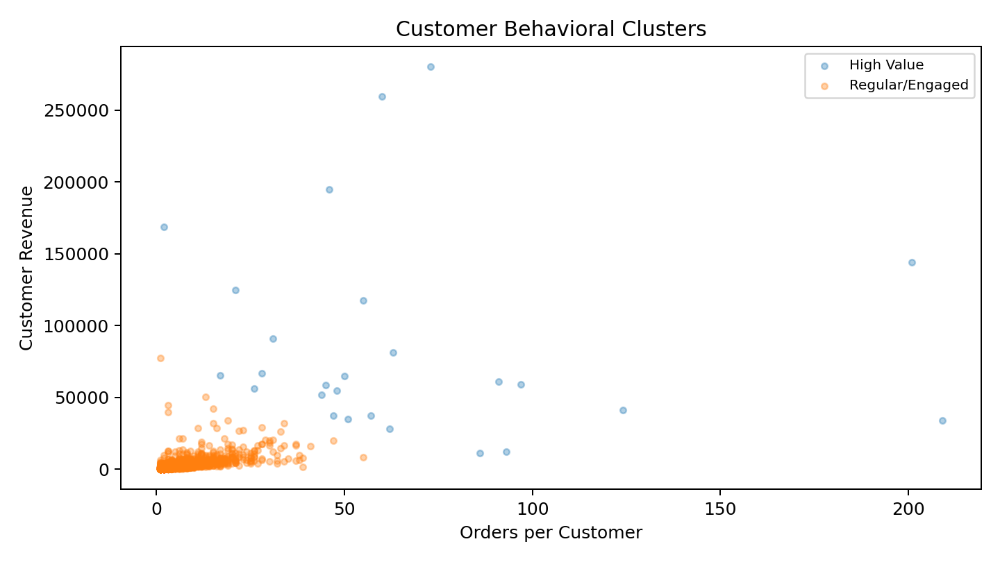 Customer Behavioral Clusters
High Value
Regular/Engaged
Customer Revenue
250000
200000
150000
100000
50000
0
0 50 100 150 200
Orders per Customer